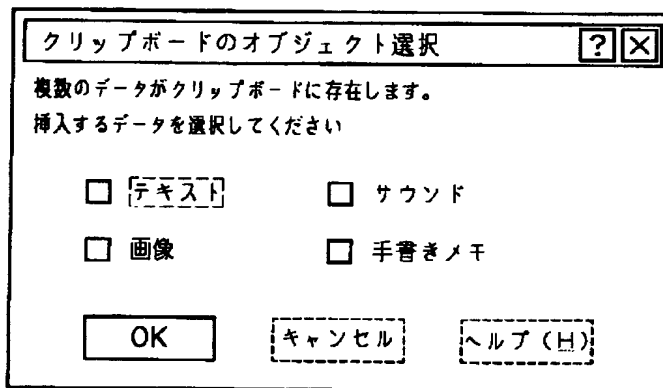 クリップボードのオブジェクト選択 ?×
複数のデータがクリップボードに存在します。
挿入するデータを選択してください
テキスト サウンド
画像 手書きメモ
OK キャンセル ヘルプ(H)